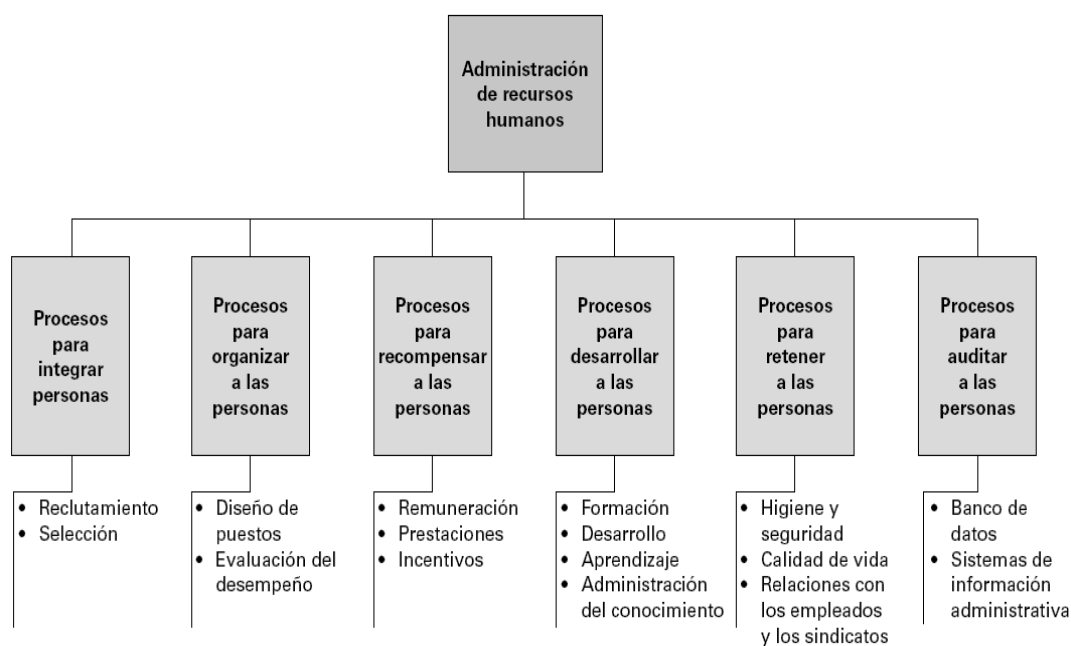 Administración
de recursos
humanos
Procesos
para
integrar
personas
Procesos
para
organizar
a las
personas
Procesos
para
recompensar
a las
personas
Procesos
para
desarrollar
a las
personas
Procesos
para
retener
a las
personas
Procesos
para
auditar
a las
personas
• Reclutamiento
• Selección
• Diseño de
puestos
• Evaluación del
desempeño
• Remuneración
• Prestaciones
• Incentivos
• Formación
• Desarrollo
• Aprendizaje
• Administración
del conocimiento
• Higiene y
seguridad
• Calidad de vida
• Relaciones con
los empleados
y los sindicatos
• Banco de
datos
• Sistemas de
información
administrativa